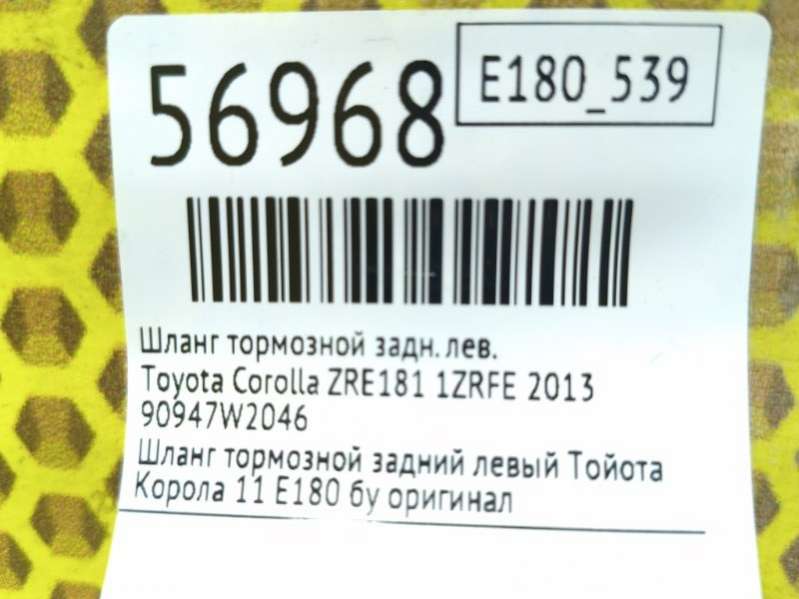 56968
E180_539
Шланг тормозной задн. лев.
Toyota Corolla ZRE181 1ZRFE 2013
90947W2046
Шланг тормозной задний левый Тойота
Корола 11 E180 бу оригинал